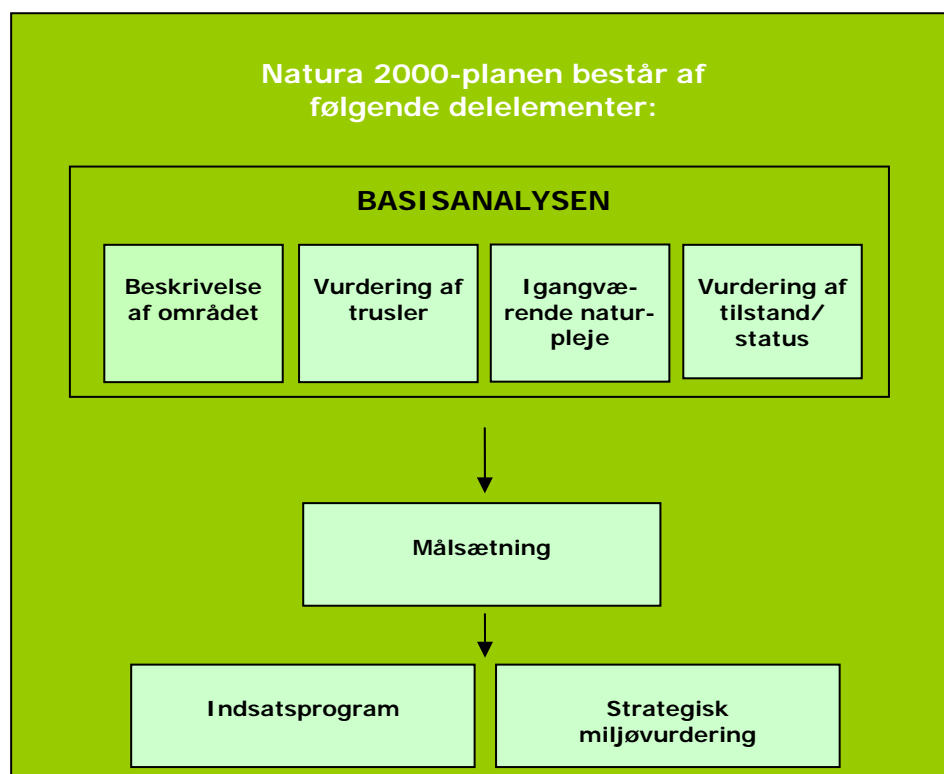 Natura 2000-planen består af
følgende delelementer:
BASISANALYSEN
Beskrivelse
af området
Vurdering af
trusler
Igangvæ-
rende natur-
pleje
Vurdering af
tilstand/
status
Målsætning
Indsatsprogram
Strategisk
miljøvurdering